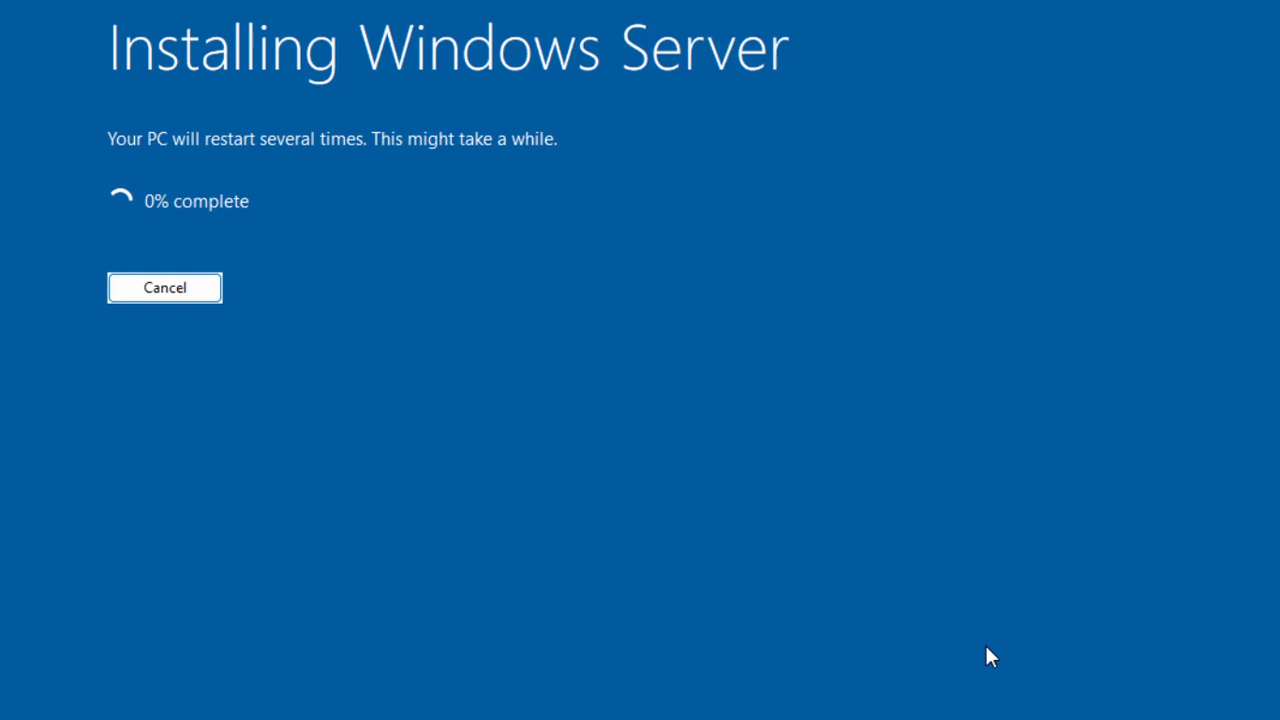 Installing Windows Server
Your PC will restart several times. This might take a while.
0% complete
Cancel